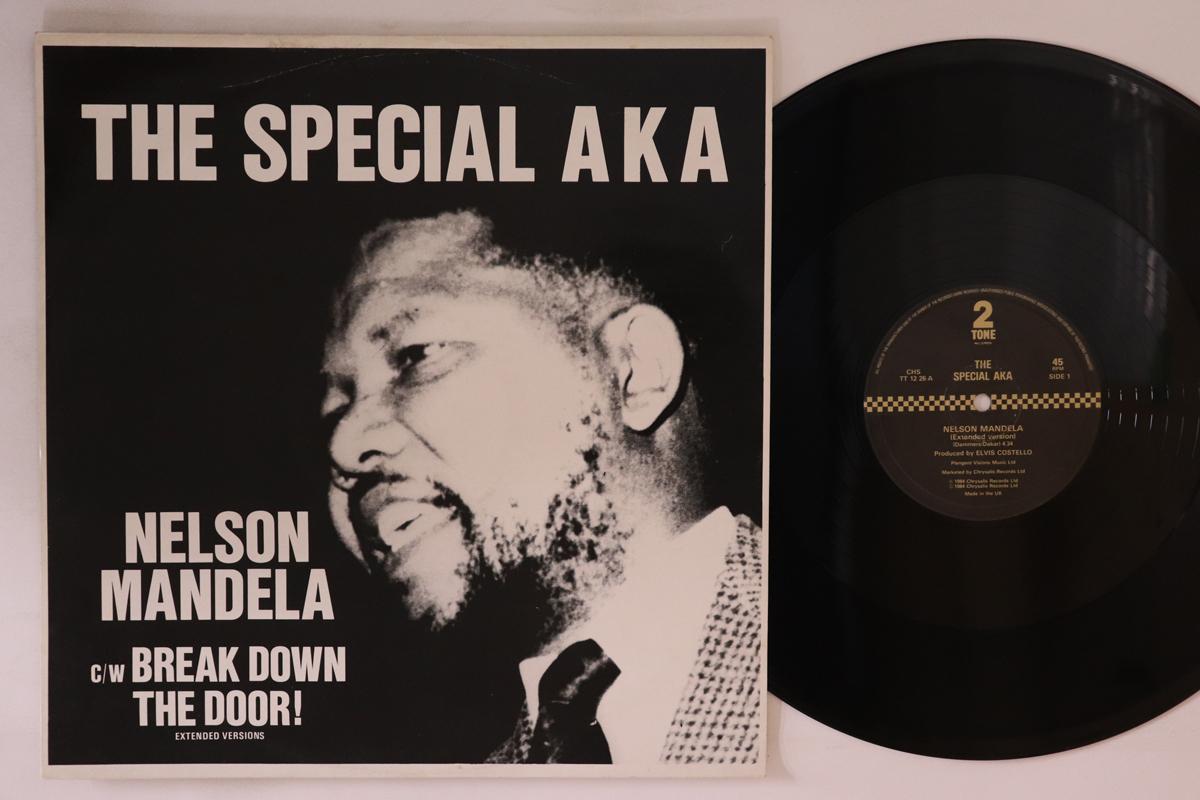 THE SPECIAL AKA
NELSON
MANDELA
C/W BREAK DOWN
THE DOOR!
EXTENDED VERSIONS
2
TONE
RECORDS
THE
SPECIAL AKA
CHS
TT 12 26 A
45
RPM
SIDE 1
NELSON MANDELA
(Extended version)
(Dammers/Dakar) 4.34
Produced by ELVIS COSTELLO
Plangent Visions Music Ltd
Marketed by Chrysalis Records Ltd
℗ 1984 Chrysalis Records Ltd
© 1984 Chrysalis Records Ltd
Made in the UK